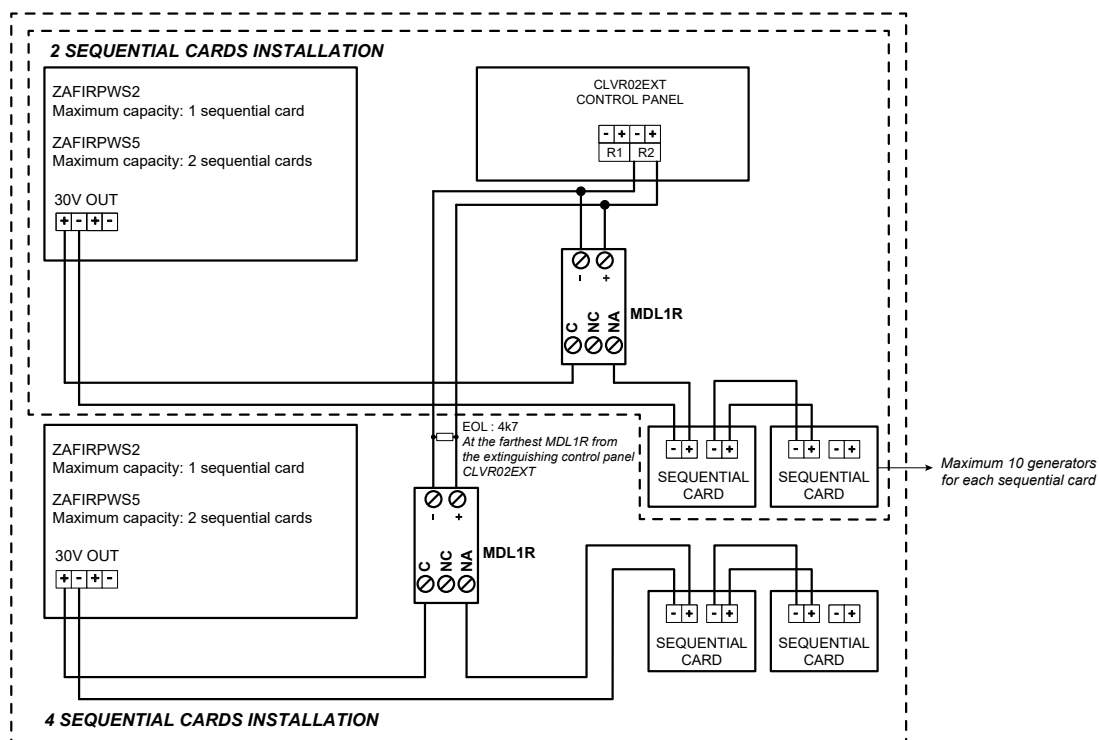 2 SEQUENTIAL CARDS INSTALLATION
ZAFIRPWS2
Maximum capacity: 1 sequential card
ZAFIRPWS5
Maximum capacity: 2 sequential cards
30V OUT
+ - + -
CLVR02EXT
CONTROL PANEL
- + - +
R1 R2
- +
MDL1R
C NC NA
EOL : 4k7
At the farthest MDL1R from
the extinguishing control panel
CLVR02EXT
- + - +
SEQUENTIAL
CARD
- + - +
SEQUENTIAL
CARD
Maximum 10 generators
for each sequential card
ZAFIRPWS2
Maximum capacity: 1 sequential card
ZAFIRPWS5
Maximum capacity: 2 sequential cards
30V OUT
+ - + -
- +
MDL1R
C NC NA
- + - +
SEQUENTIAL
CARD
- + - +
SEQUENTIAL
CARD
4 SEQUENTIAL CARDS INSTALLATION